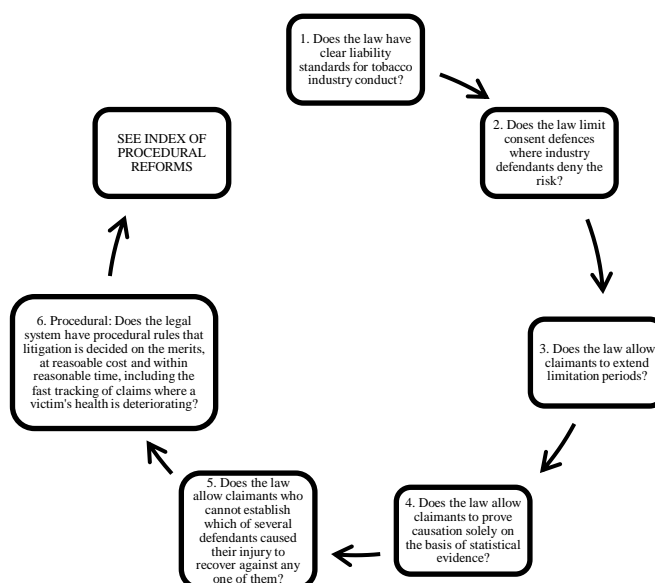 1. Does the law have
clear liability
standards for tobacco
industry conduct?
2. Does the law limit
consent defences
where industry
defendants deny the
risk?
3. Does the law allow
claimants to extend
limitation periods?
4. Does the law allow
claimants to prove
causation solely on
the basis of statistical
evidence?
5. Does the law
allow claimants who
cannot establish
which of several
defendants caused
their injury to
recover against any
one of them?
6. Procedural: Does the legal
system have procedural rules that
litigation is decided on the merits,
at reasoable cost and within
reasonable time, including the
fast tracking of claims where a
victim's health is deteriorating?
SEE INDEX OF
PROCEDURAL
REFORMS